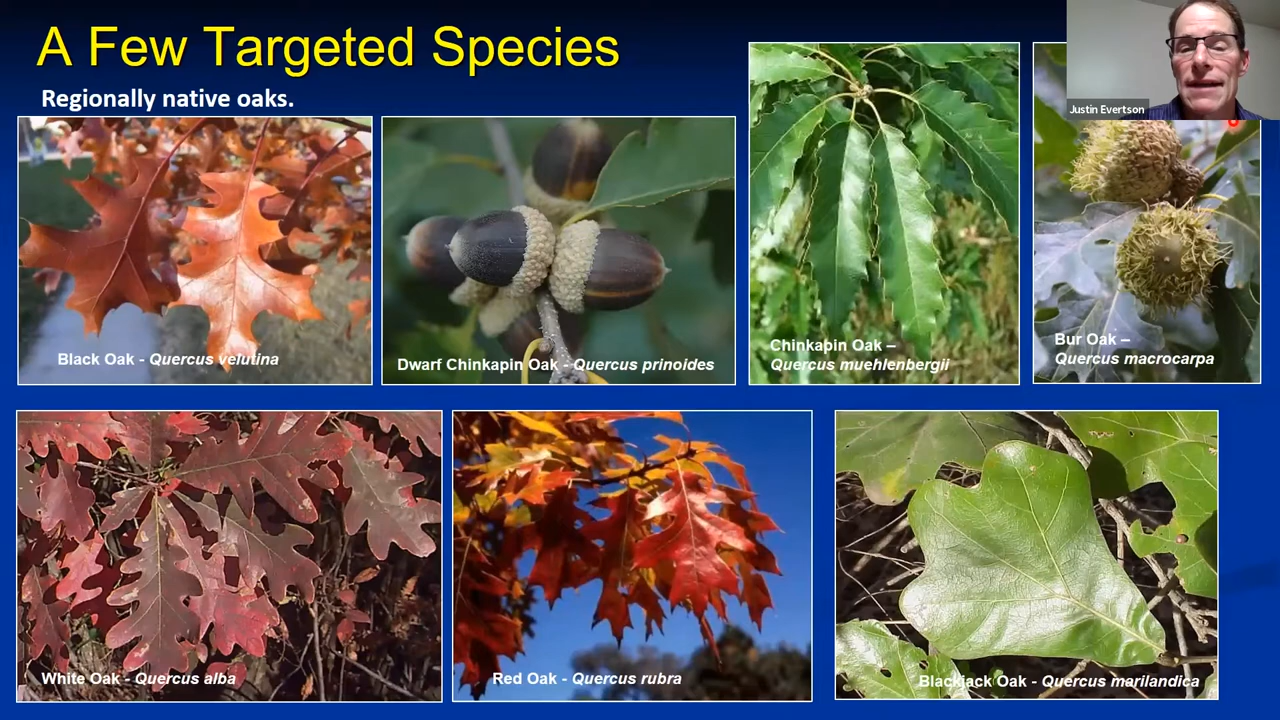 A Few Targeted Species
Regionally native oaks.
Justin Evertson
Black Oak - Quercus velutina
Dwarf Chinkapin Oak - Quercus prinoides
Chinkapin Oak –
Quercus muehlenbergii
Bur Oak –
Quercus macrocarpa
White Oak - Quercus alba
Red Oak - Quercus rubra
Blackjack Oak - Quercus marilandica